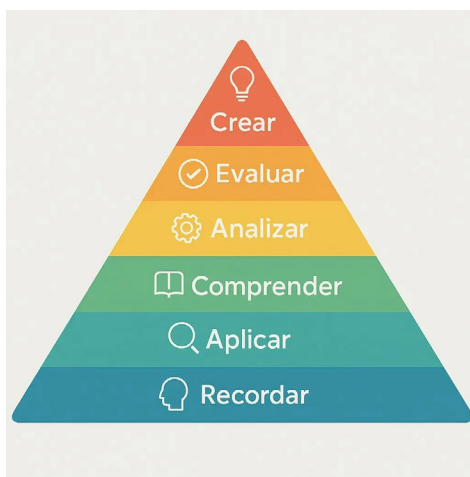 Crear
Evaluar
Analizar
Comprender
Aplicar
Recordar